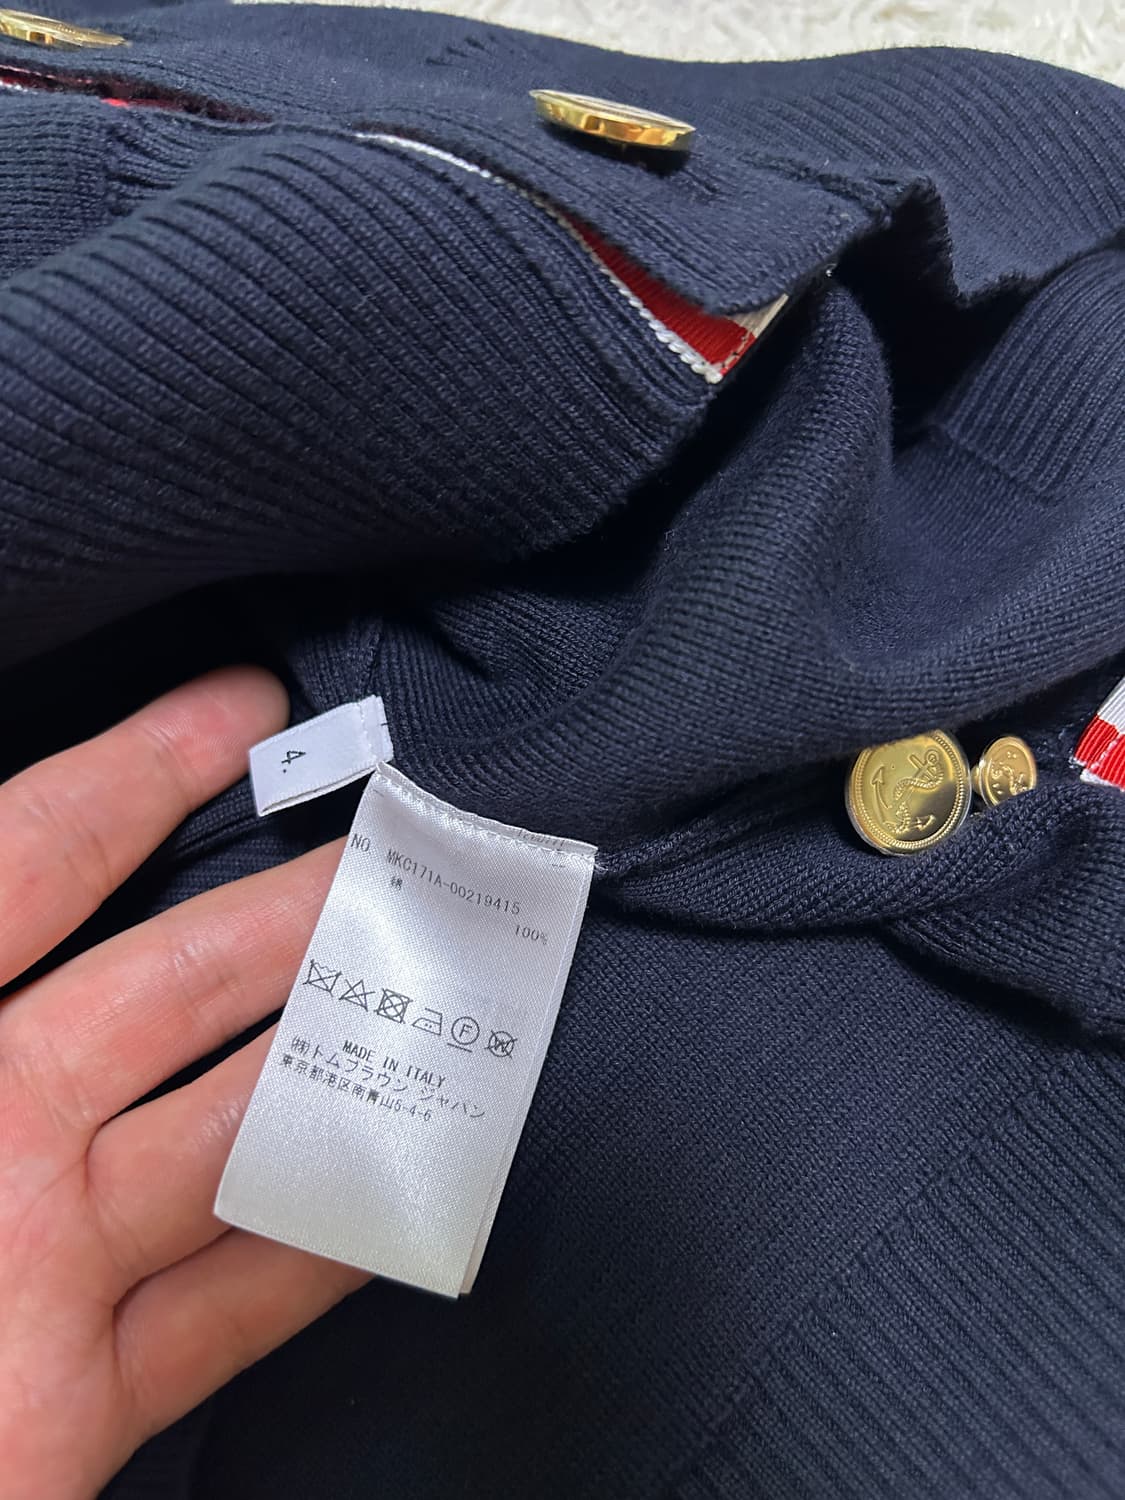 4.
NO MKC171A-00219415
綿 100%
F W
MADE IN ITALY
㈱トムブラウン ジャパン
東京都港区南青山5-4-6